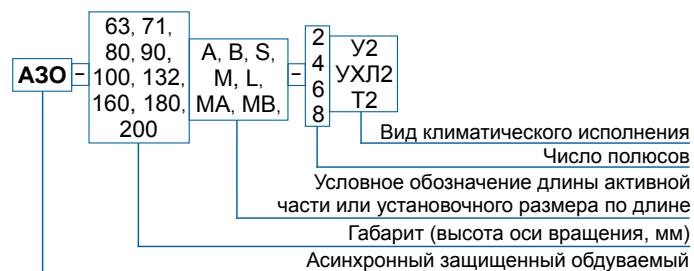 АЗО
–
63, 71,
80, 90,
100, 132,
160, 180,
200
A, B, S,
M, L,
MA, MB,
–
2
4
6
8
У2
УХЛ2
Т2
Вид климатического исполнения
Число полюсов
Условное обозначение длины активной
части или установочного размера по длине
Габарит (высота оси вращения, мм)
Асинхронный защищенный обдуваемый